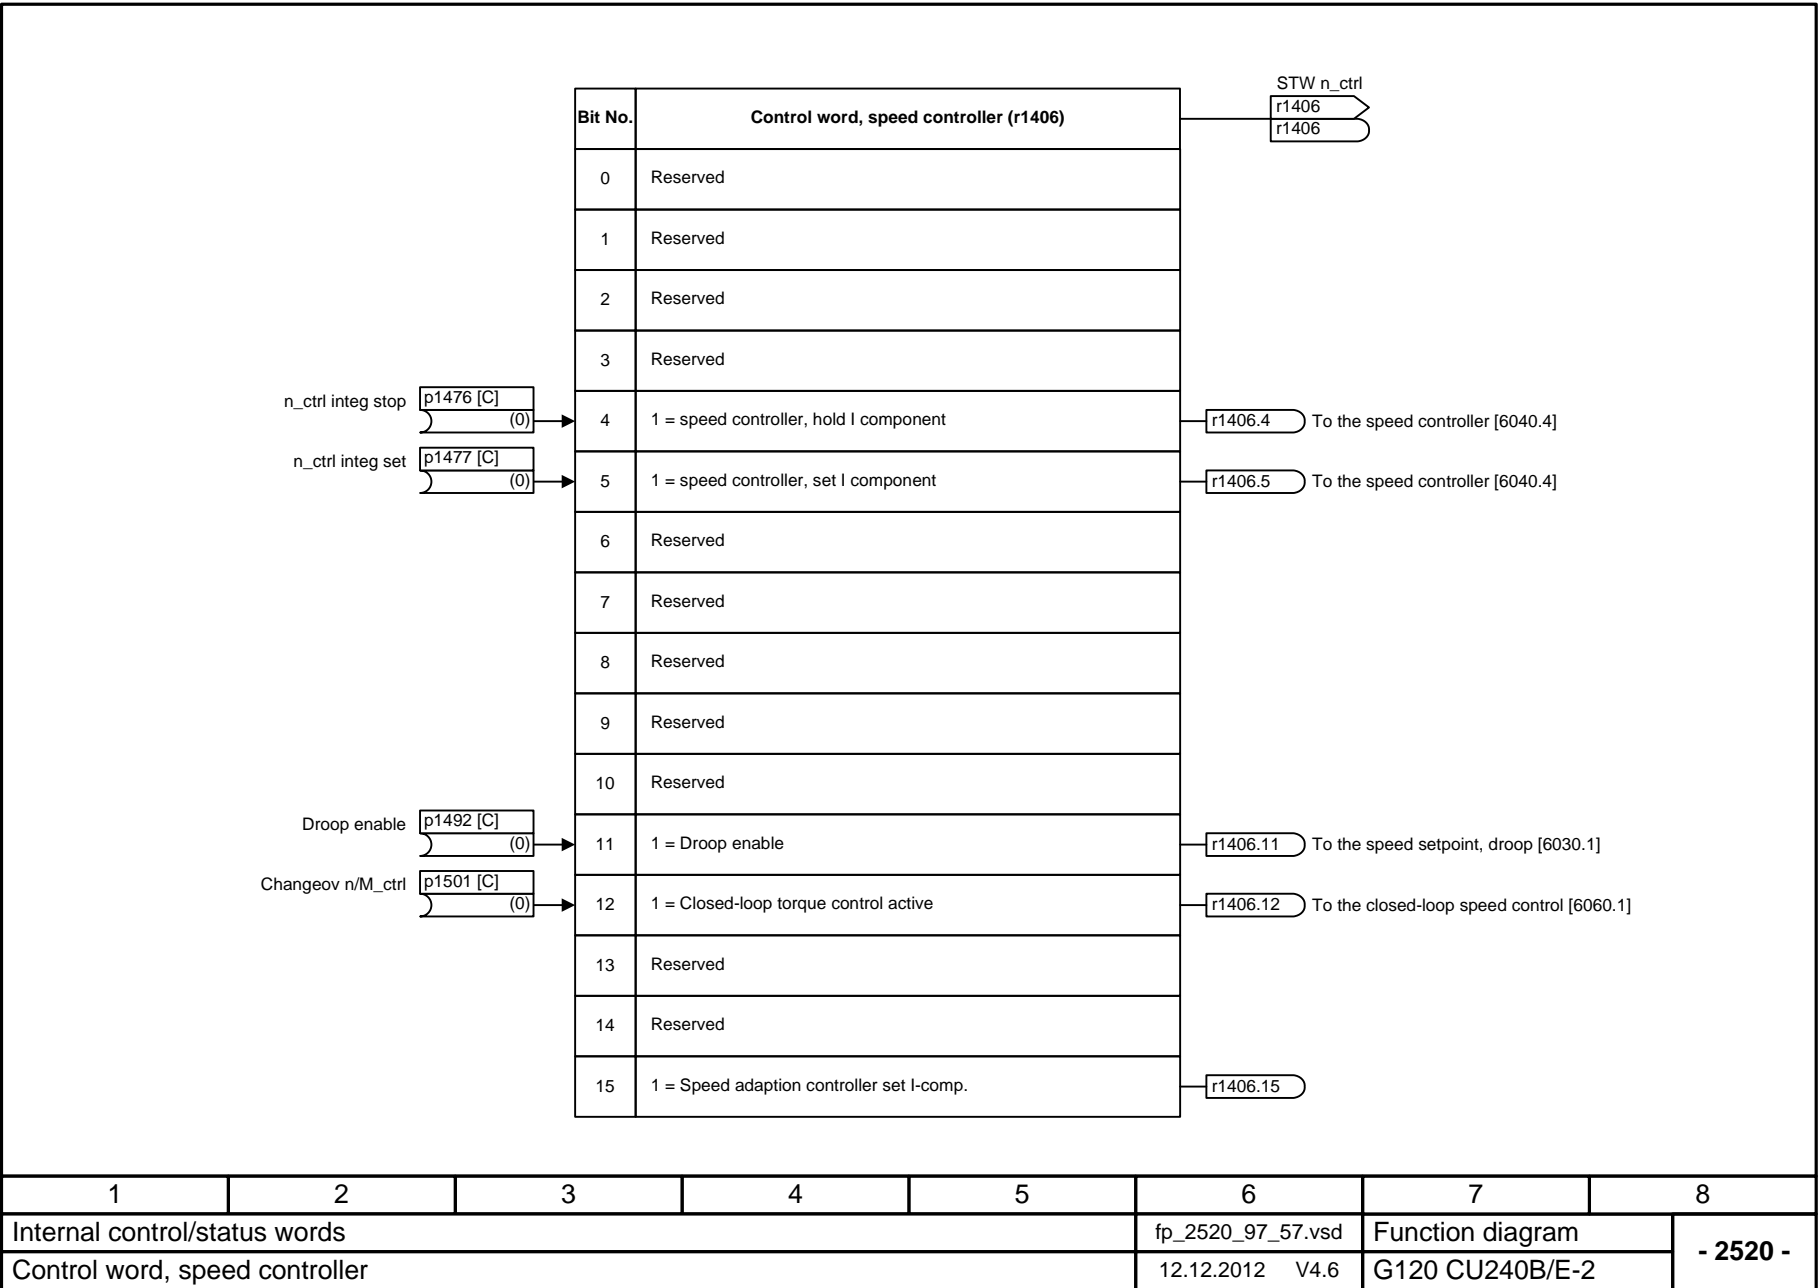 STW n_ctrl
r1406
r1406
Bit No. Control word, speed controller (r1406)
0 Reserved
1 Reserved
2 Reserved
3 Reserved
n_ctrl integ stop p1476 [C]
(0)
4 1 = speed controller, hold I component r1406.4 To the speed controller [6040.4]
n_ctrl integ set p1477 [C]
(0)
5 1 = speed controller, set I component r1406.5 To the speed controller [6040.4]
6 Reserved
7 Reserved
8 Reserved
9 Reserved
10 Reserved
Droop enable p1492 [C]
(0)
11 1 = Droop enable r1406.11 To the speed setpoint, droop [6030.1]
Changeov n/M_ctrl p1501 [C]
(0)
12 1 = Closed-loop torque control active r1406.12 To the closed-loop speed control [6060.1]
13 Reserved
14 Reserved
15 1 = Speed adaption controller set I-comp. r1406.15
1 2 3 4 5 6 7 8
Internal control/status words fp_2520_97_57.vsd Function diagram
- 2520 -
Control word, speed controller 12.12.2012 V4.6 G120 CU240B/E-2